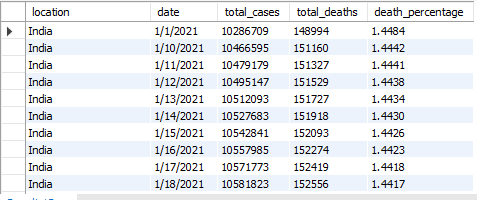 location date total_cases total_deaths death_percentage
India 1/1/2021 10286709 148994 1.4484
India 1/10/2021 10466595 151160 1.4442
India 1/11/2021 10479179 151327 1.4441
India 1/12/2021 10495147 151529 1.4438
India 1/13/2021 10512093 151727 1.4434
India 1/14/2021 10527683 151918 1.4430
India 1/15/2021 10542841 152093 1.4426
India 1/16/2021 10557985 152274 1.4423
India 1/17/2021 10571773 152419 1.4418
India 1/18/2021 10581823 152556 1.4417